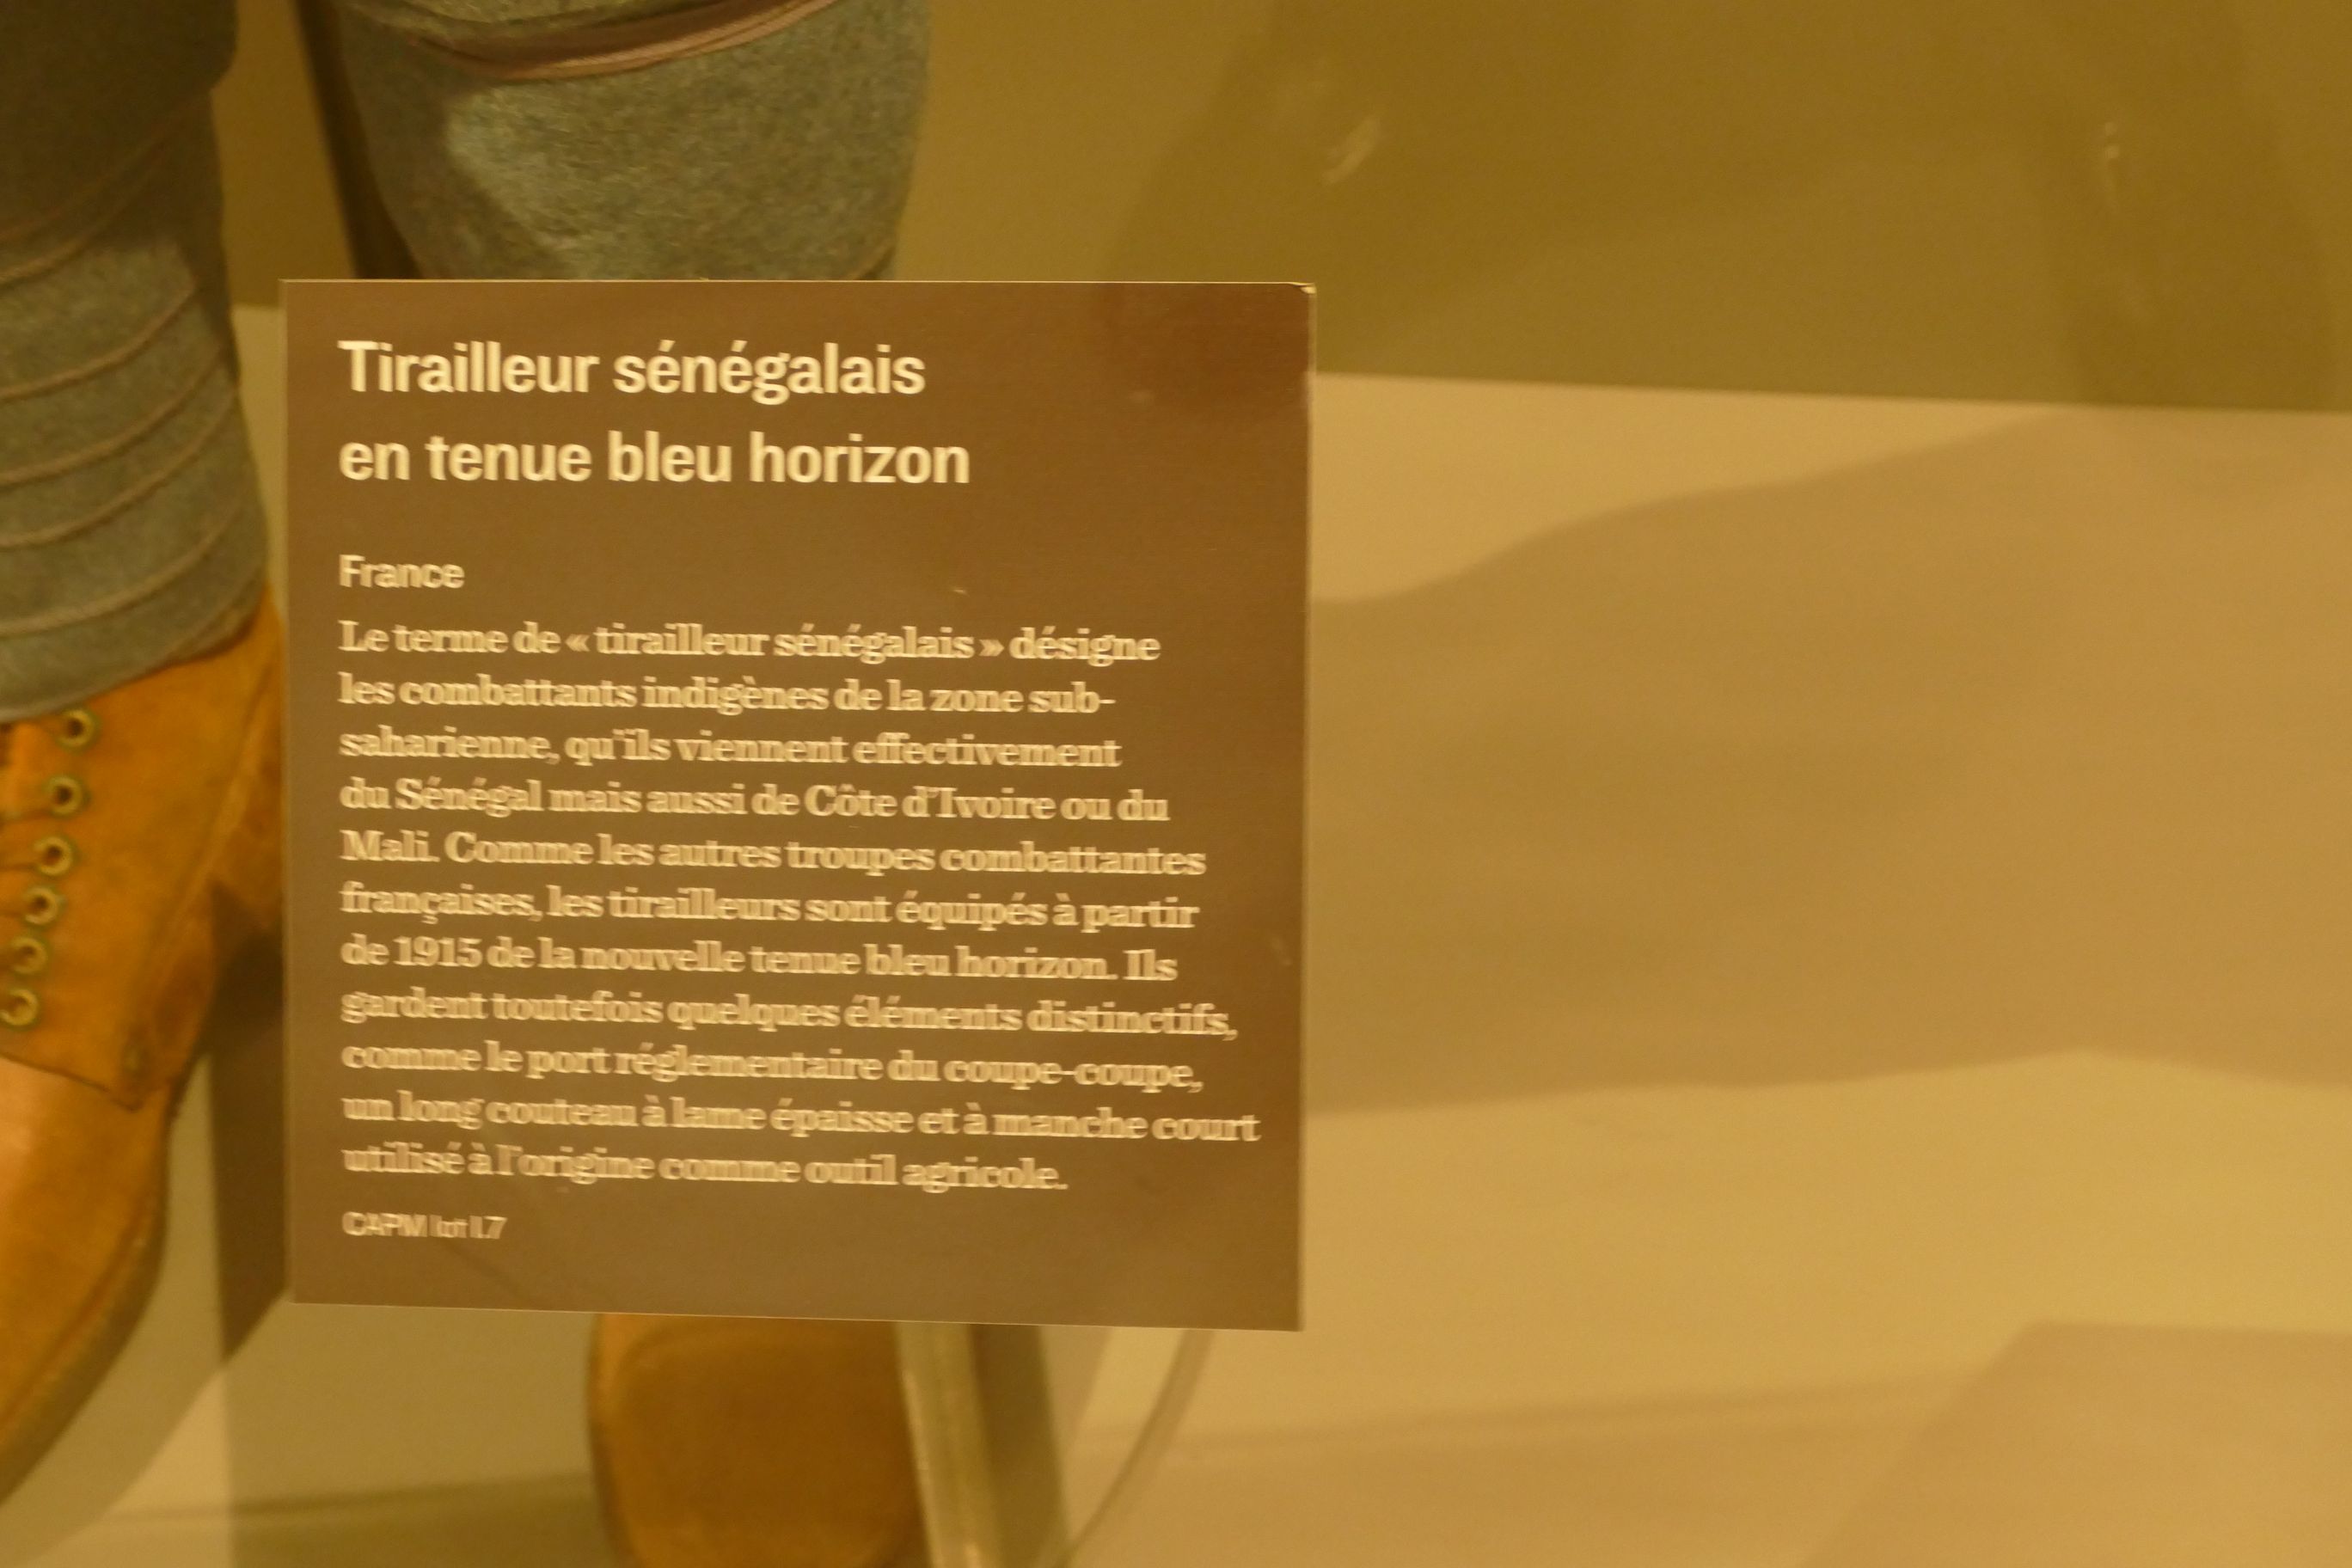 Tirailleur sénégalais
en tenue bleu horizon
France
Le terme de « tirailleur sénégalais » désigne
les combattants indigènes de la zone sub-
saharienne, qu'ils viennent effectivement
du Sénégal mais aussi de Côte d'Ivoire ou du
Mali. Comme les autres troupes combattantes
françaises, les tirailleurs sont équipés à partir
de 1915 de la nouvelle tenue bleu horizon. Ils
gardent toutefois quelques éléments distinctifs,
comme le port réglementaire du coupe-coupe,
un long couteau à lame épaisse et à manche court
utilisé à l'origine comme outil agricole.
CAPM lot I.7